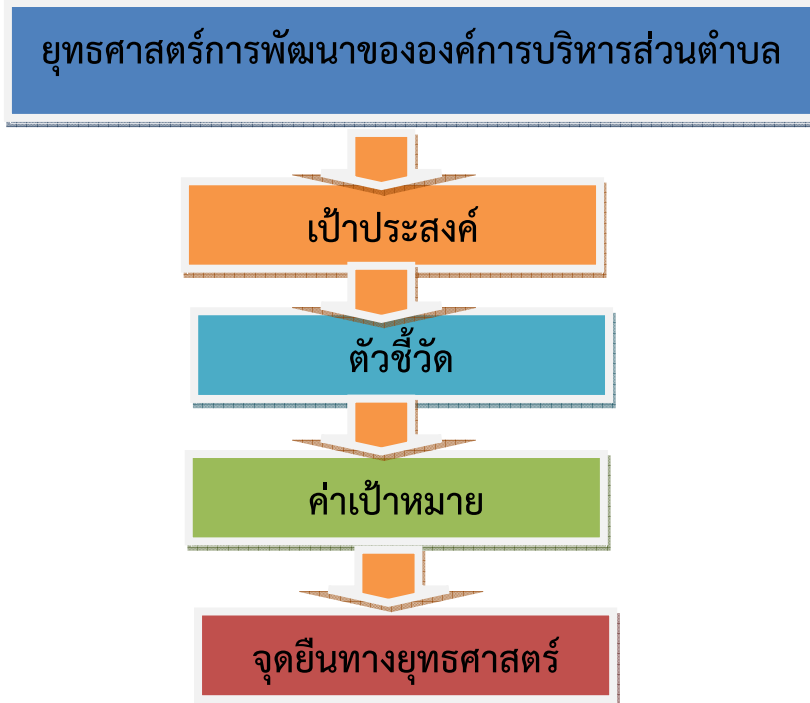 ยุทธศาสตร์การพัฒนาขององค์การบริหารส่วนตำบล
เป้าประสงค์
ตัวชี้วัด
ค่าเป้าหมาย
จุดยืนทางยุทธศาสตร์